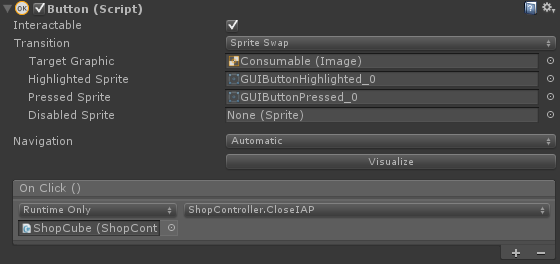 OK Button (Script)
Interactable
Transition Sprite Swap
Target Graphic Consumable (Image)
Highlighted Sprite GUIButtonHighlighted_0
Pressed Sprite GUIButtonPressed_0
Disabled Sprite None (Sprite)
Navigation Automatic
Visualize
On Click ()
Runtime Only ShopController.CloseIAP
ShopCube (ShopCont
+ −